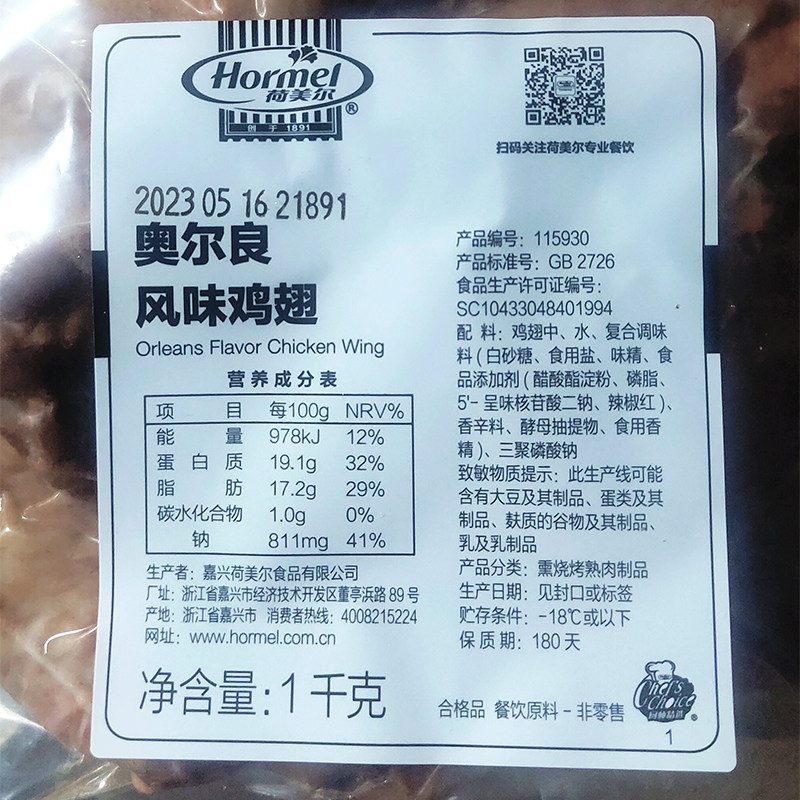 Hormel
荷美尔
®
创于1891
扫码关注荷美尔专业餐饮
2023 05 16 21891
奥尔良
风味鸡翅
Orleans Flavor Chicken Wing
营养成分表
项 目 每100g NRV%
能 量 978kJ 12%
蛋白质 19.1g 32%
脂 肪 17.2g 29%
碳水化合物 1.0g 0%
钠 811mg 41%
生产者：嘉兴荷美尔食品有限公司
厂址：浙江省嘉兴市经济技术开发区董亭浜路89号
产地：浙江省嘉兴市 消费者热线：4008215224
网址：www.hormel.com.cn
净含量：1千克
产品编号：115930
产品标准号：GB 2726
食品生产许可证编号：
SC10433048401994
配 料：鸡翅中、水、复合调味
料（白砂糖、食用盐、味精、食
品添加剂（醋酸酯淀粉、磷脂、
5'-呈味核苷酸二钠、辣椒红）、
香辛料、酵母抽提物、食用香
精）、三聚磷酸钠
致敏物质提示：此生产线可能
含有大豆及其制品、蛋类及其
制品、麸质的谷物及其制品、
乳及乳制品
产品分类：熏烧烤熟肉制品
生产日期：见封口或标签
贮存条件：-18℃或以下
保 质 期：180天
合格品 餐饮原料-非零售
Chef's
Choice
厨师精选
®
1